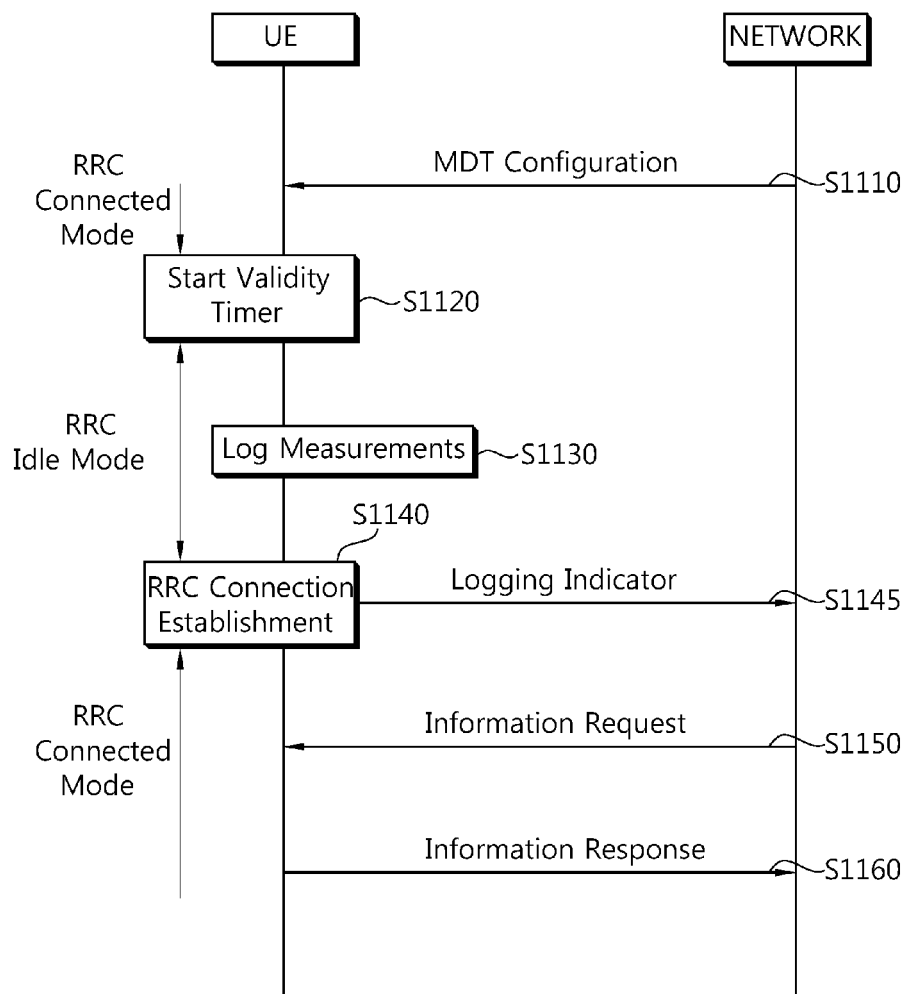 UE
NETWORK
RRC
Connected
Mode
MDT Configuration
S1110
Start Validity
Timer
S1120
RRC
Idle Mode
Log Measurements
S1130
S1140
RRC Connection
Establishment
Logging Indicator
S1145
RRC
Connected
Mode
Information Request
S1150
Information Response
S1160